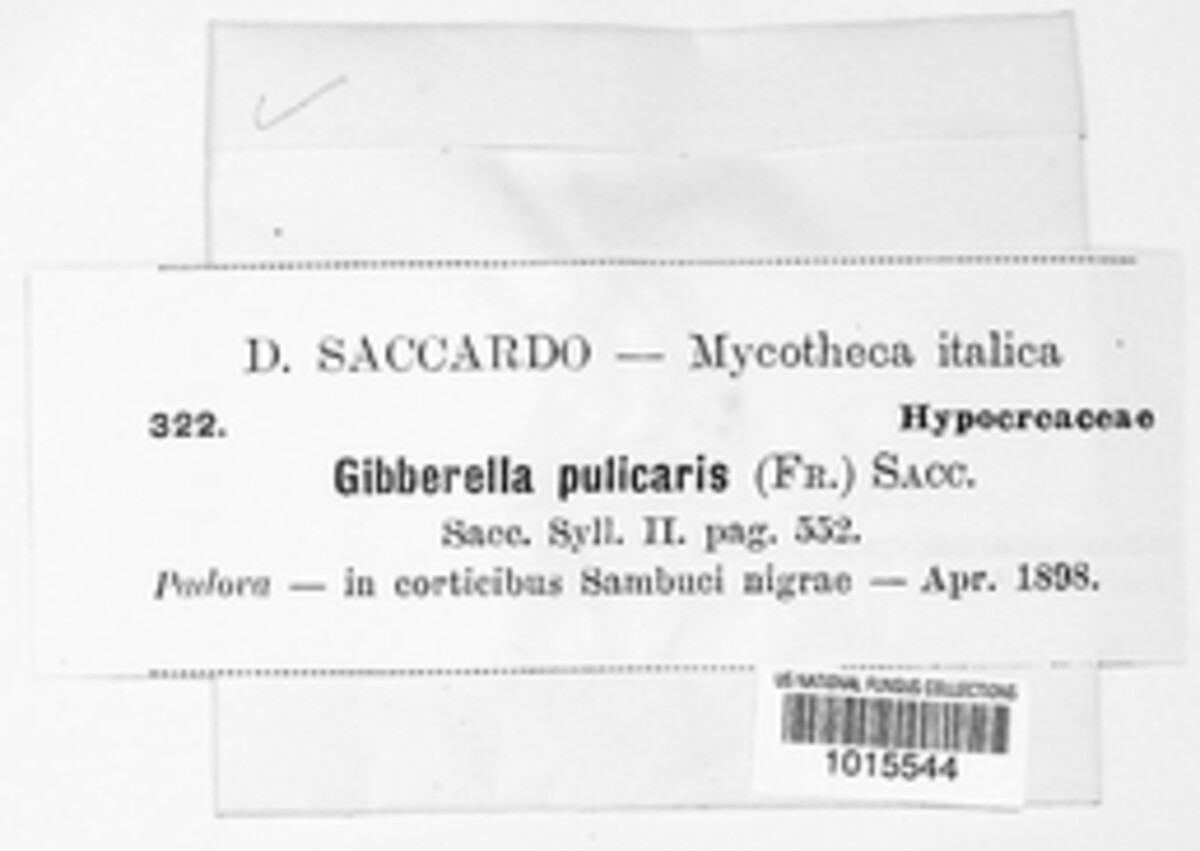 D. SACCARDO — Mycotheca italica
322.
Hypocreaceae
Gibberella pulicaris (FR.) SACC.
Sacc. Syll. II. pag. 552.
Padova — in corticibus Sambuci nigrae — Apr. 1898.
US NATIONAL FUNGUS COLLECTIONS
1015544